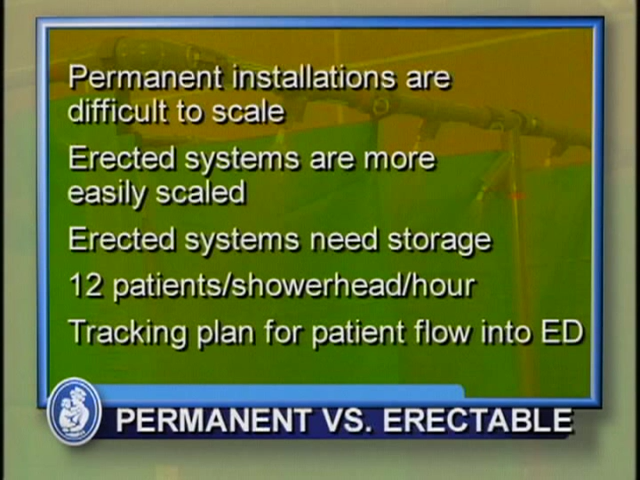 Permanent installations are
difficult to scale
Erected systems are more
easily scaled
Erected systems need storage
12 patients/showerhead/hour
Tracking plan for patient flow into ED
PERMANENT VS. ERECTABLE